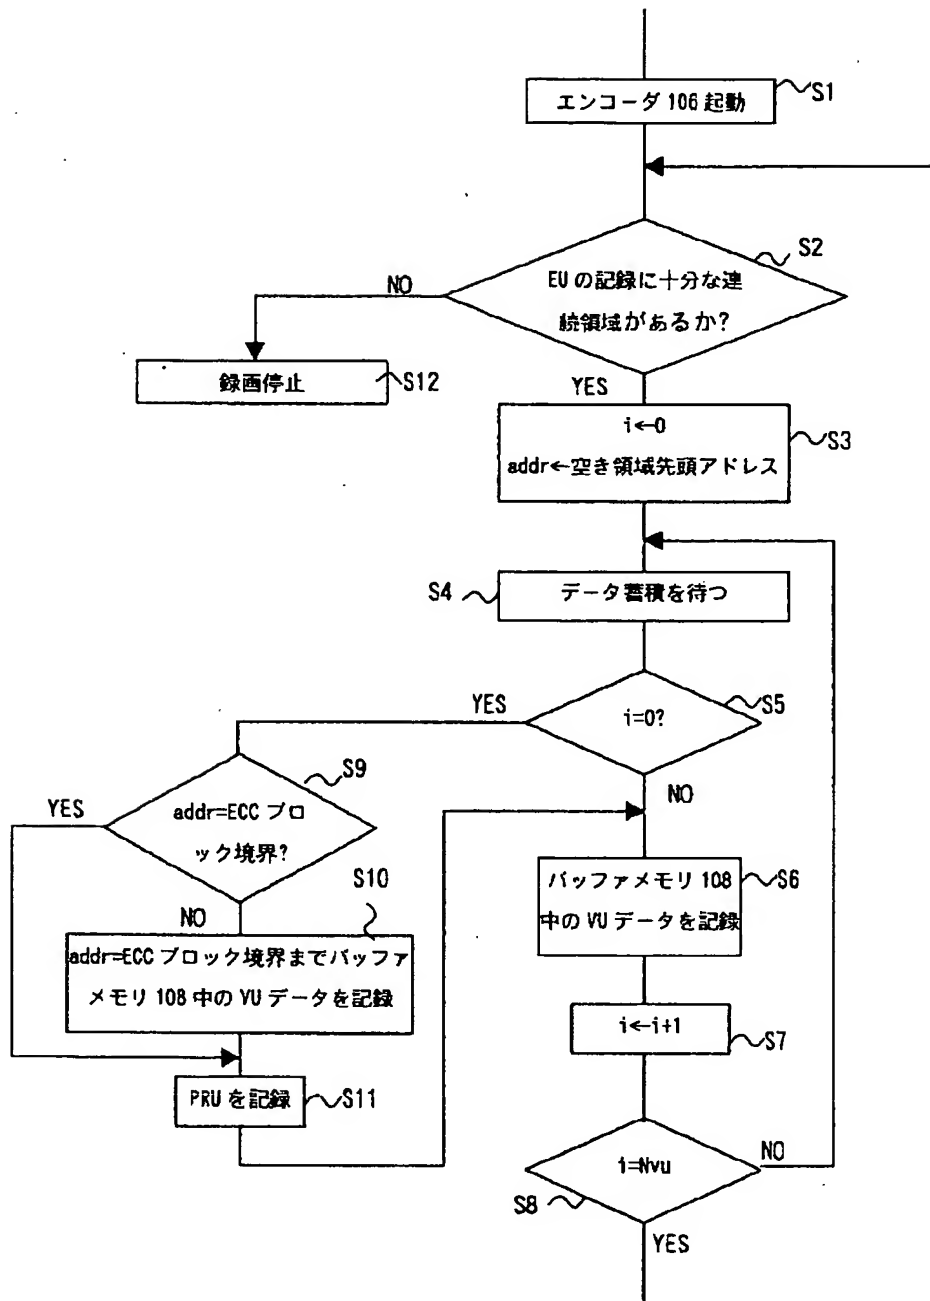 エンコーダ 106 起動
S1
S2
EU の記録に十分な連
続領域があるか?
NO
録画停止
S12
YES
i←0
addr←空き領域先頭アドレス
S3
S4
データ蓄積を待つ
S5
i=0?
YES
NO
S9
addr=ECC ブロ
ック境界?
YES
NO
S10
addr=ECC ブロック境界までバッファ
メモリ 108 中の VU データを記録
PRU を記録
S11
バッファメモリ 108
中の VU データを記録
S6
i←i+1
S7
i=Nvu
NO
S8
YES